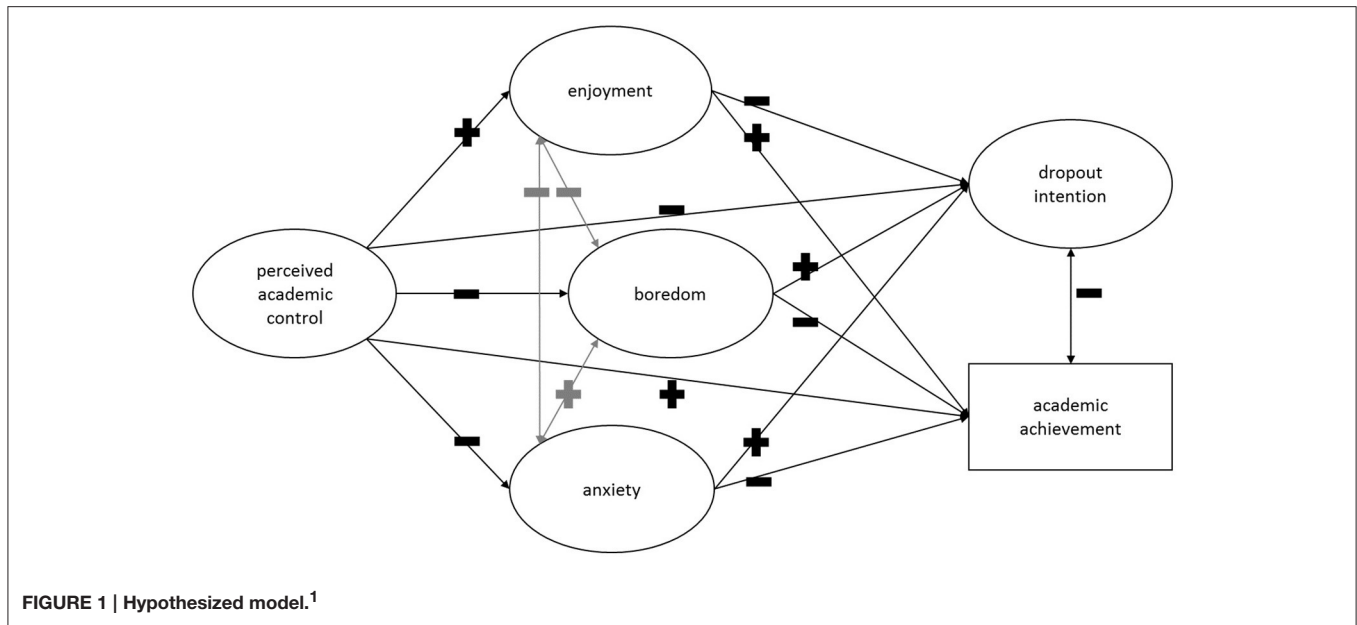 enjoyment
dropout
intention
perceived
academic
control
boredom
academic
achievement
anxiety
FIGURE 1 | Hypothesized model.1